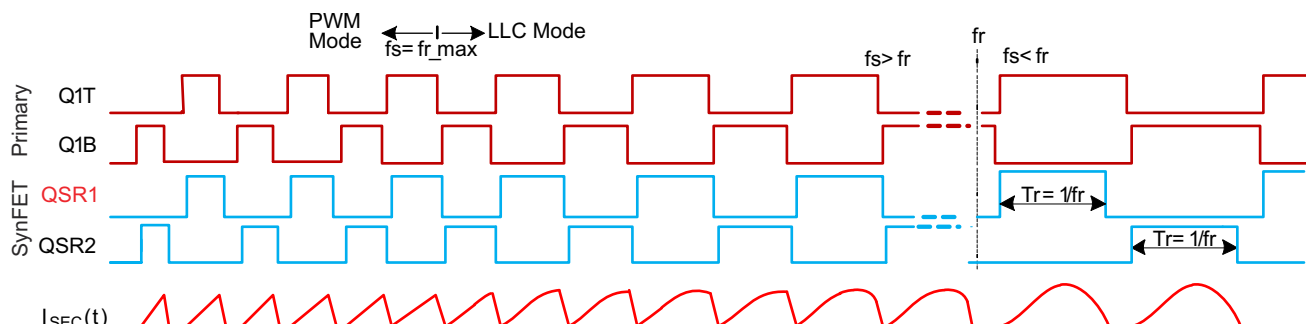 PWM
Mode
LLC Mode
fs= fr_max
fr
fs> fr
fs< fr
Primary
Q1T
Q1B
SynFET
QSR1
Tr= 1/fr
QSR2
Tr= 1/fr
ISEC(t)